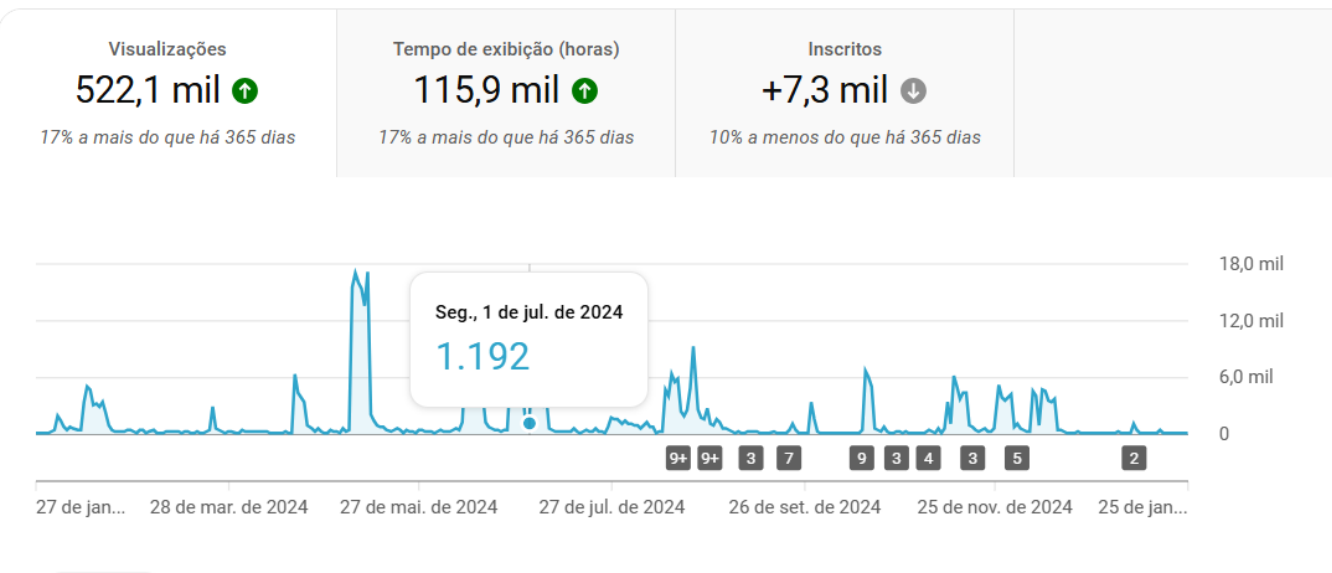 Visualizações
522,1 mil
17% a mais do que há 365 dias
Tempo de exibição (horas)
115,9 mil
17% a mais do que há 365 dias
Inscritos
+7,3 mil
10% a menos do que há 365 dias
18,0 mil
12,0 mil
6,0 mil
0
Seg., 1 de jul. de 2024
1.192
9+ 9+ 3 7 9 3 4 3 5 2
27 de jan... 28 de mar. de 2024 27 de mai. de 2024 27 de jul. de 2024 26 de set. de 2024 25 de nov. de 2024 25 de jan...